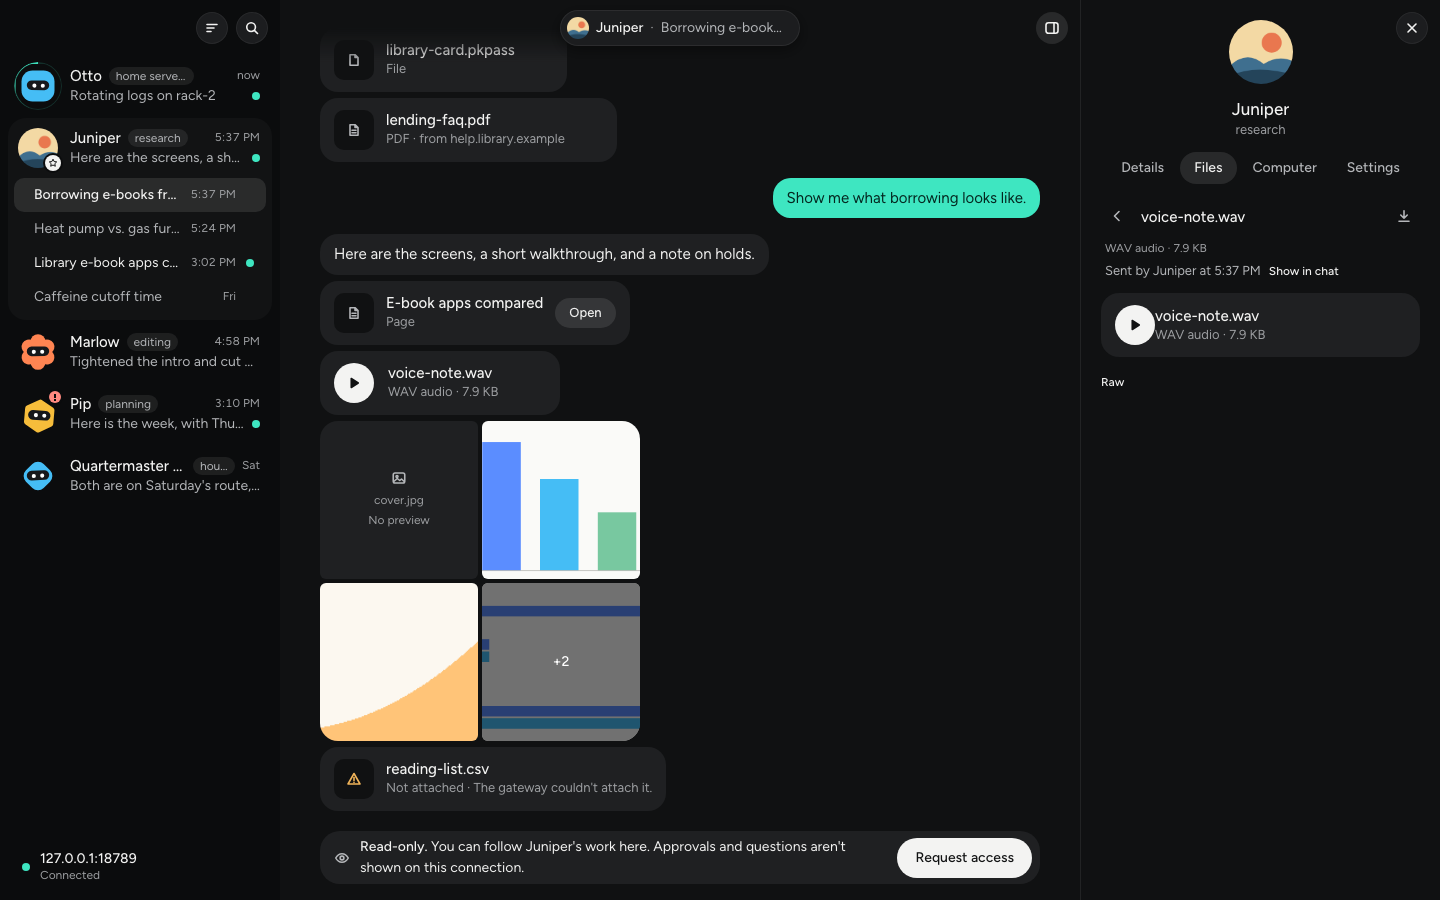 Otto
home serve...
now
Rotating logs on rack-2
Juniper
research
5:37 PM
Here are the screens, a sh...
Borrowing e-books fr...
5:37 PM
Heat pump vs. gas fur...
5:24 PM
Library e-book apps c...
3:02 PM
Caffeine cutoff time
Fri
Marlow
editing
4:58 PM
Tightened the intro and cut ...
!
Pip
planning
3:10 PM
Here is the week, with Thu...
Quartermaster ...
hou...
Sat
Both are on Saturday's route,...
127.0.0.1:18789
Connected
Juniper · Borrowing e-book...
library-card.pkpass
File
lending-faq.pdf
PDF · from help.library.example
Show me what borrowing looks like.
Here are the screens, a short walkthrough, and a note on holds.
E-book apps compared
Page
Open
voice-note.wav
WAV audio · 7.9 KB
cover.jpg
No preview
+2
reading-list.csv
Not attached · The gateway couldn't attach it.
Read-only. You can follow Juniper's work here. Approvals and questions aren't
shown on this connection.
Request access
Juniper
research
Details
Files
Computer
Settings
voice-note.wav
WAV audio · 7.9 KB
Sent by Juniper at 5:37 PM
Show in chat
voice-note.wav
WAV audio · 7.9 KB
Raw